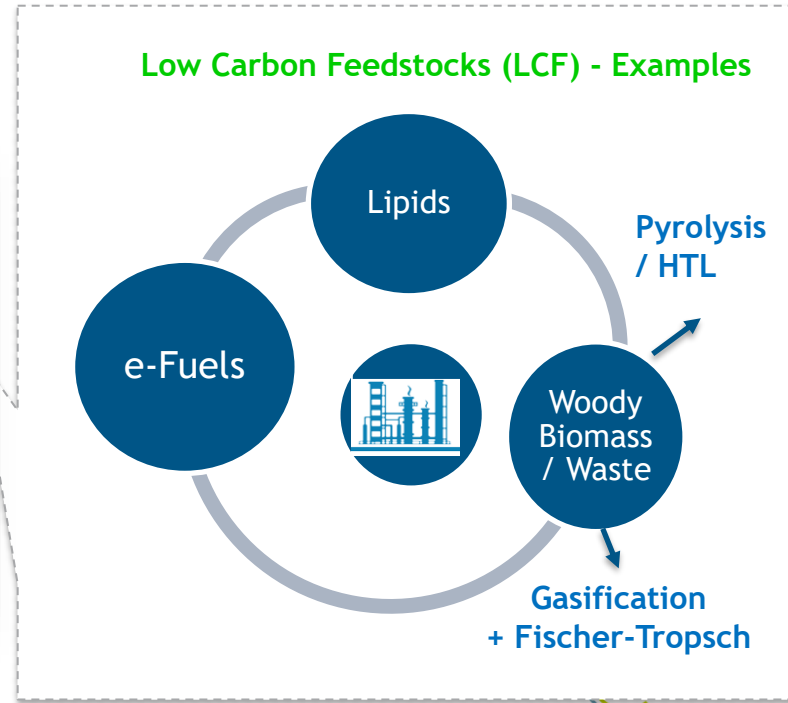 Low Carbon Feedstocks (LCF) - Examples
Lipids
Pyrolysis
/ HTL
e-Fuels
Woody
Biomass
/ Waste
Gasification
+ Fischer-Tropsch